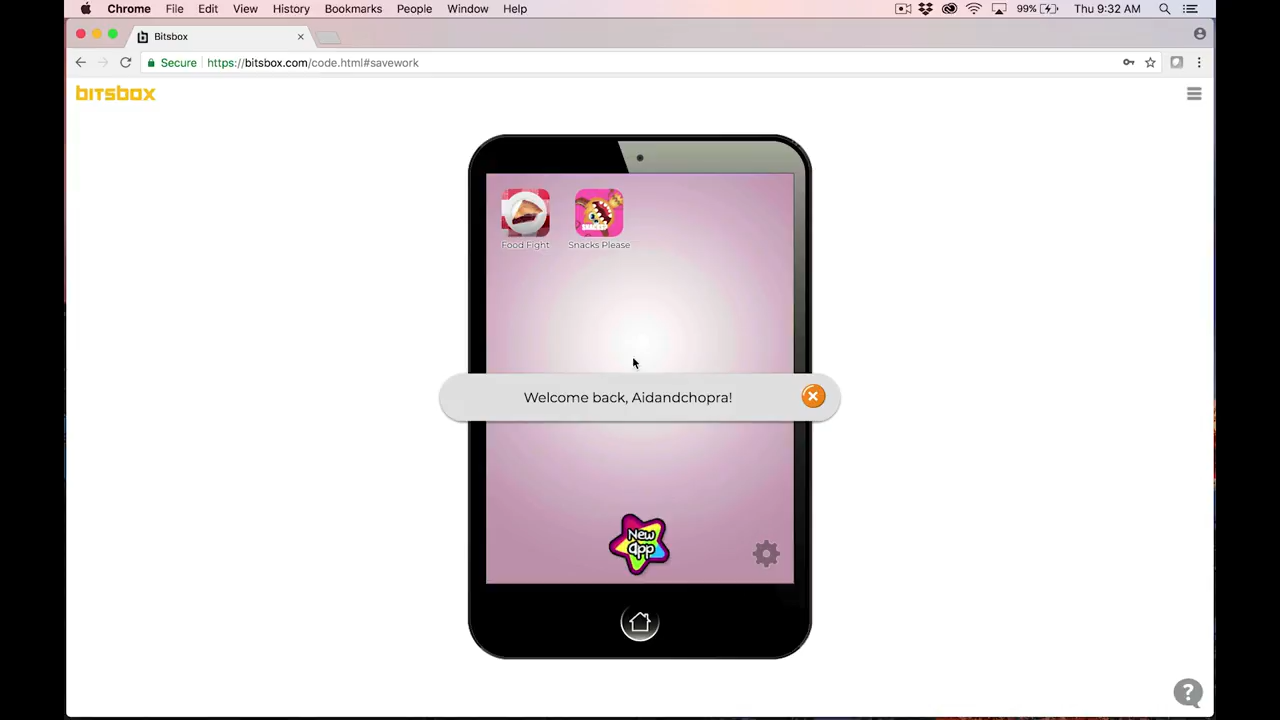 Chrome File Edit View History Bookmarks People Window Help 99% Thu 9:32 AM
Bitsbox
Secure https://bitsbox.com/code.html#savework
bitsbox
SNACKS!
Food Fight Snacks Please
Welcome back, Aidandchopra!
New
app
?